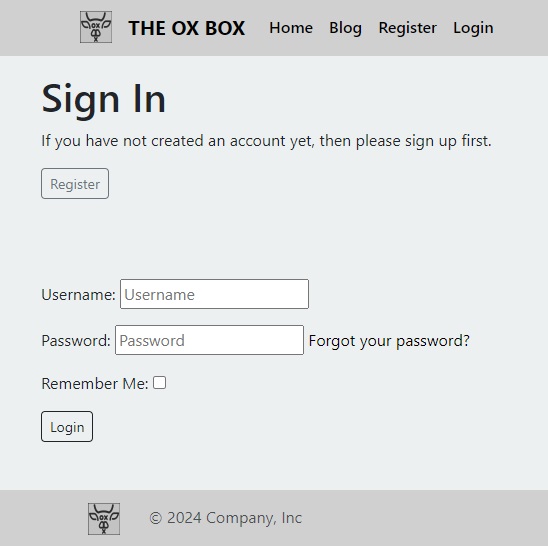 OX
THE OX BOX Home Blog Register Login
Sign In
If you have not created an account yet, then please sign up first.
Register
Username: Username
Password: Password Forgot your password?
Remember Me:
Login
OX
© 2024 Company, Inc